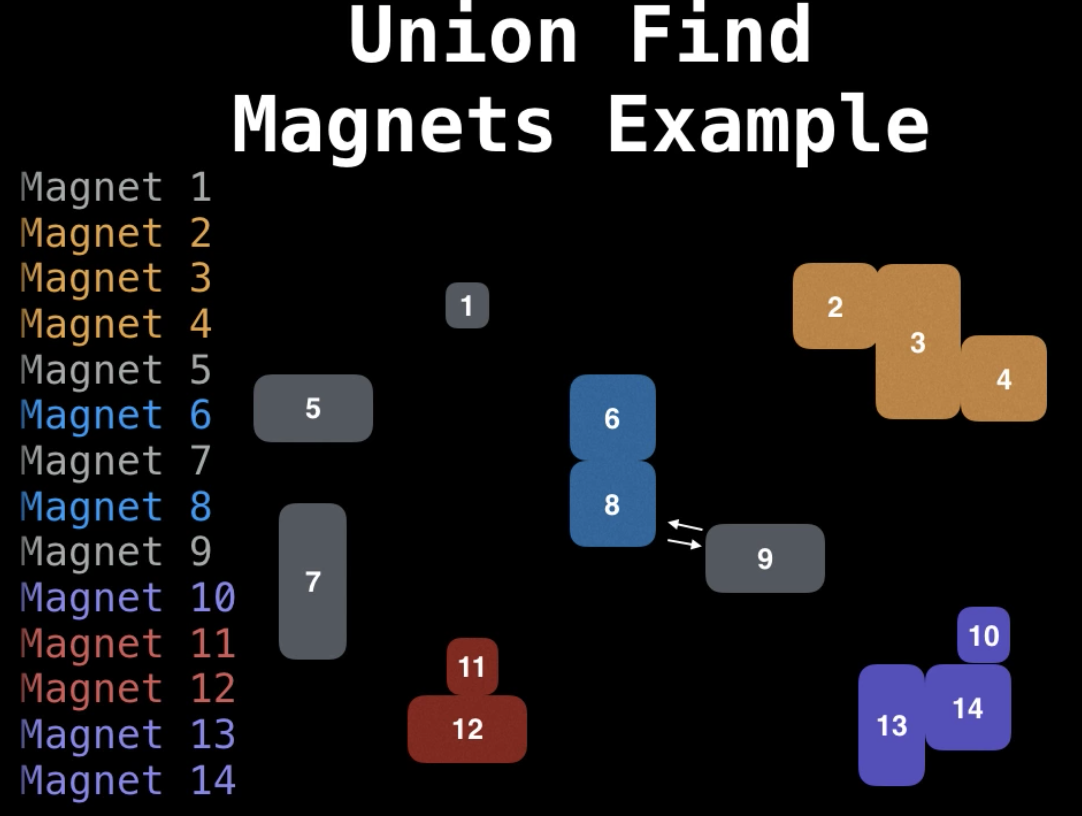 Union Find
Magnets Example
Magnet 1
Magnet 2
Magnet 3
Magnet 4
Magnet 5
Magnet 6
Magnet 7
Magnet 8
Magnet 9
Magnet 10
Magnet 11
Magnet 12
Magnet 13
Magnet 14
1
2
3
4
5
6
8
9
7
10
11
12
13
14